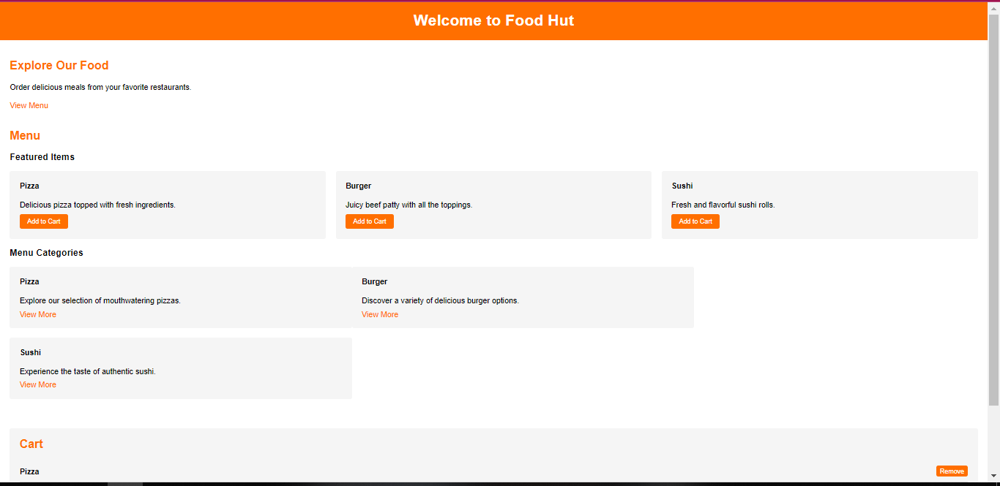 Welcome to Food Hut
Explore Our Food
Order delicious meals from your favorite restaurants.
View Menu
Menu
Featured Items
Pizza
Delicious pizza topped with fresh ingredients.
Add to Cart
Burger
Juicy beef patty with all the toppings.
Add to Cart
Sushi
Fresh and flavorful sushi rolls.
Add to Cart
Menu Categories
Pizza
Explore our selection of mouthwatering pizzas.
View More
Burger
Discover a variety of delicious burger options.
View More
Sushi
Experience the taste of authentic sushi.
View More
Cart
Pizza
Remove